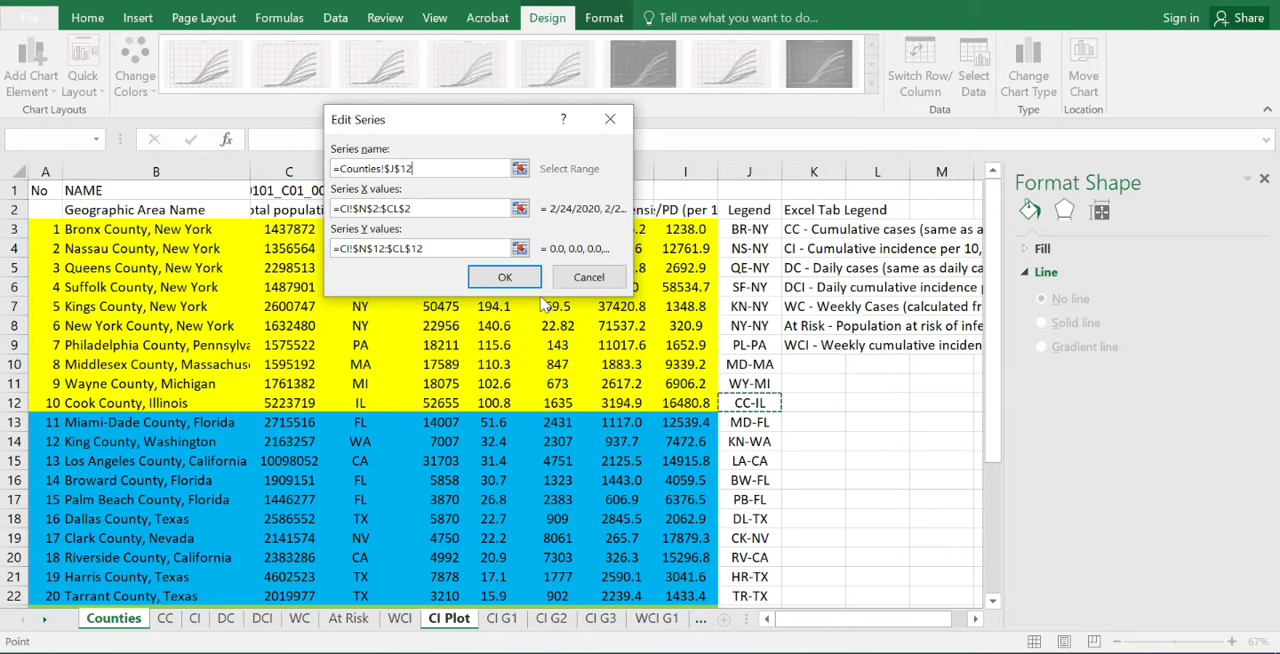 File Home Insert Page Layout Formulas Data Review View Acrobat Design Format Tell me what you want to do... Sign in Share
Add Chart Element Quick Layout Change Colors Switch Row/ Column Select Data Change Chart Type Move Chart
Chart Layouts Data Type Location
Edit Series ? 
Series name:
=Counties!$J$12 Select Range
Series X values:
=CI!$N$2:$CL$2 = 2/24/2020, 2/2...
Series Y values:
=CI!$N$12:$CL$12 = 0.0, 0.0, 0.0,...
OK Cancel
fx
A B C I J K L M
1 No NAME
2 Geographic Area Name Legend Excel Tab Legend
3 1 Bronx County, New York 1437872 1238.0 BR-NY CC - Cumulative cases (same as
4 2 Nassau County, New York 1356564 12761.9 NS-NY CI - Cumulative incidence per 10,
5 3 Queens County, New York 2298513 2692.9 QE-NY DC - Daily cases (same as daily
6 4 Suffolk County, New York 1487901 58534.7 SF-NY DCI - Daily cumulative incidence
7 5 Kings County, New York 2600747 NY 50475 194.1 37420.8 1348.8 KN-NY WC - Weekly Cases (calculated
8 6 New York County, New York 1632480 NY 22956 140.6 22.82 71537.2 320.9 NY-NY At Risk - Population at risk of
9 7 Philadelphia County, Pennsylva 1575522 PA 18211 115.6 143 11017.6 1652.9 PL-PA WCI - Weekly cumulative
10 8 Middlesex County, Massachus 1595192 MA 17589 110.3 847 1883.3 9339.2 MD-MA
11 9 Wayne County, Michigan 1761382 MI 18075 102.6 673 2617.2 6906.2 WY-MI
12 10 Cook County, Illinois 5223719 IL 52655 100.8 1635 3194.9 16480.8 CC-IL
13 11 Miami-Dade County, Florida 2715516 FL 14007 51.6 2431 1117.0 12539.4 MD-FL
14 12 King County, Washington 2163257 WA 7007 32.4 2307 937.7 7472.6 KN-WA
15 13 Los Angeles County, California 10098052 CA 31703 31.4 4751 2125.5 14915.8 LA-CA
16 14 Broward County, Florida 1909151 FL 5858 30.7 1323 1443.0 4059.5 BW-FL
17 15 Palm Beach County, Florida 1446277 FL 3870 26.8 2383 606.9 6376.5 PB-FL
18 16 Dallas County, Texas 2586552 TX 5870 22.7 909 2845.5 2062.9 DL-TX
19 17 Clark County, Nevada 2141574 NV 4750 22.2 8061 265.7 17879.3 CK-NV
20 18 Riverside County, California 2383286 CA 4992 20.9 7303 326.3 15296.8 RV-CA
21 19 Harris County, Texas 4602523 TX 7878 17.1 1777 2590.1 3041.6 HR-TX
22 20 Tarrant County, Texas 2019977 TX 3210 15.9 902 2239.4 1433.4 TR-TX
Format Shape
Fill
Line
No line
Solid line
Gradient line
Counties CC CI DC DCI WC At Risk WCI CI Plot CI G1 CI G2 CI G3 WCI G1 ...
Point 67%